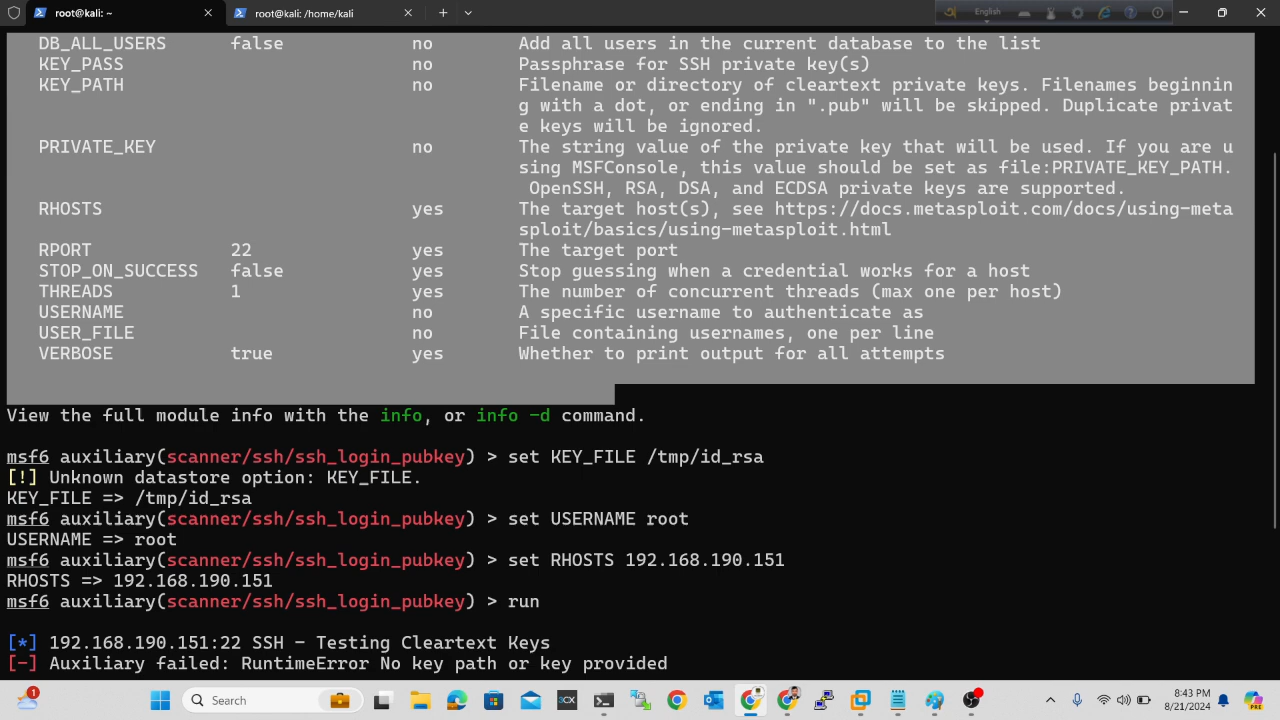 root@kali: ~
root@kali: /home/kali
English
DB_ALL_USERS false no Add all users in the current database to the list
KEY_PASS no Passphrase for SSH private key(s)
KEY_PATH no Filename or directory of cleartext private keys. Filenames beginnin
g with a dot, or ending in ".pub" will be skipped. Duplicate privat
e keys will be ignored.
PRIVATE_KEY no The string value of the private key that will be used. If you are u
sing MSFConsole, this value should be set as file:PRIVATE_KEY_PATH.
OpenSSH, RSA, DSA, and ECDSA private keys are supported.
RHOSTS yes The target host(s), see https://docs.metasploit.com/docs/using-meta
sploit/basics/using-metasploit.html
RPORT 22 yes The target port
STOP_ON_SUCCESS false yes Stop guessing when a credential works for a host
THREADS 1 yes The number of concurrent threads (max one per host)
USERNAME no A specific username to authenticate as
USER_FILE no File containing usernames, one per line
VERBOSE true yes Whether to print output for all attempts
View the full module info with the info, or info -d command.
msf6 auxiliary(scanner/ssh/ssh_login_pubkey) > set KEY_FILE /tmp/id_rsa
[!] Unknown datastore option: KEY_FILE.
KEY_FILE => /tmp/id_rsa
msf6 auxiliary(scanner/ssh/ssh_login_pubkey) > set USERNAME root
USERNAME => root
msf6 auxiliary(scanner/ssh/ssh_login_pubkey) > set RHOSTS 192.168.190.151
RHOSTS => 192.168.190.151
msf6 auxiliary(scanner/ssh/ssh_login_pubkey) > run
[*] 192.168.190.151:22 SSH - Testing Cleartext Keys
[-] Auxiliary failed: RuntimeError No key path or key provided
1
Search
3CX
8:43 PM
8/21/2024
PRE